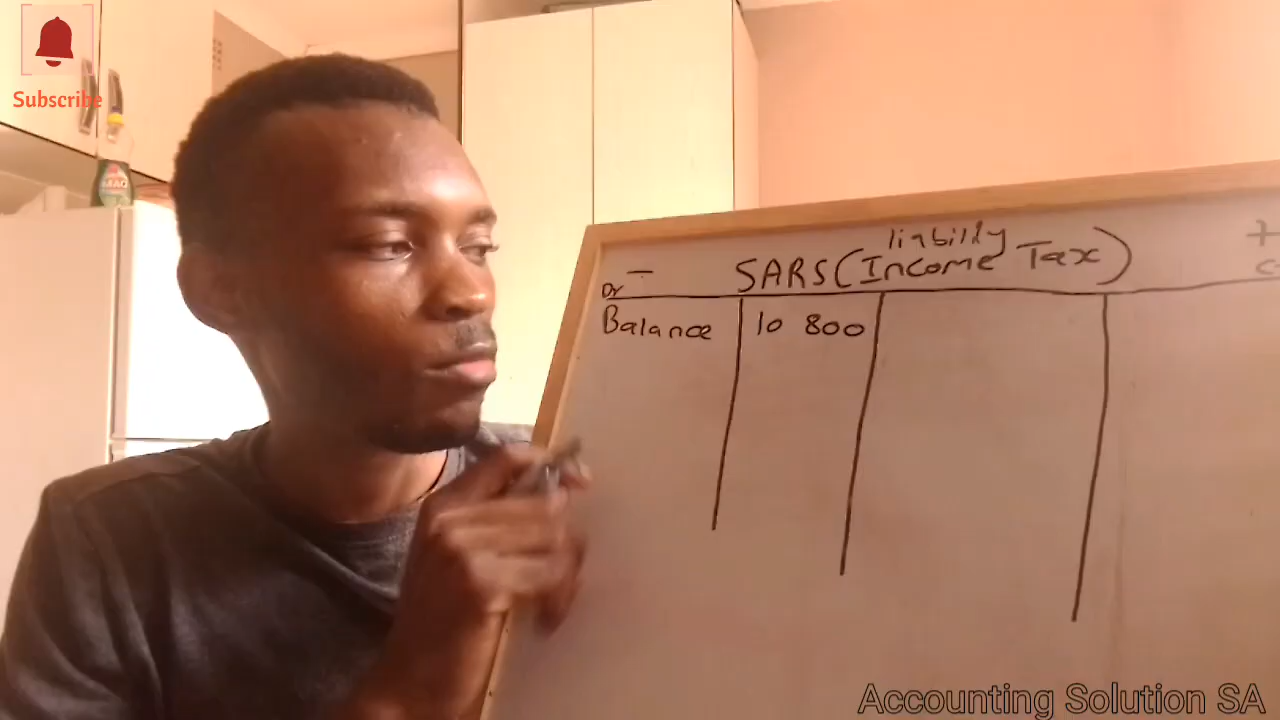 Subscribe
liability
SARS (Income Tax)
- +
Dr
Balance 10 800
Accounting Solution SA